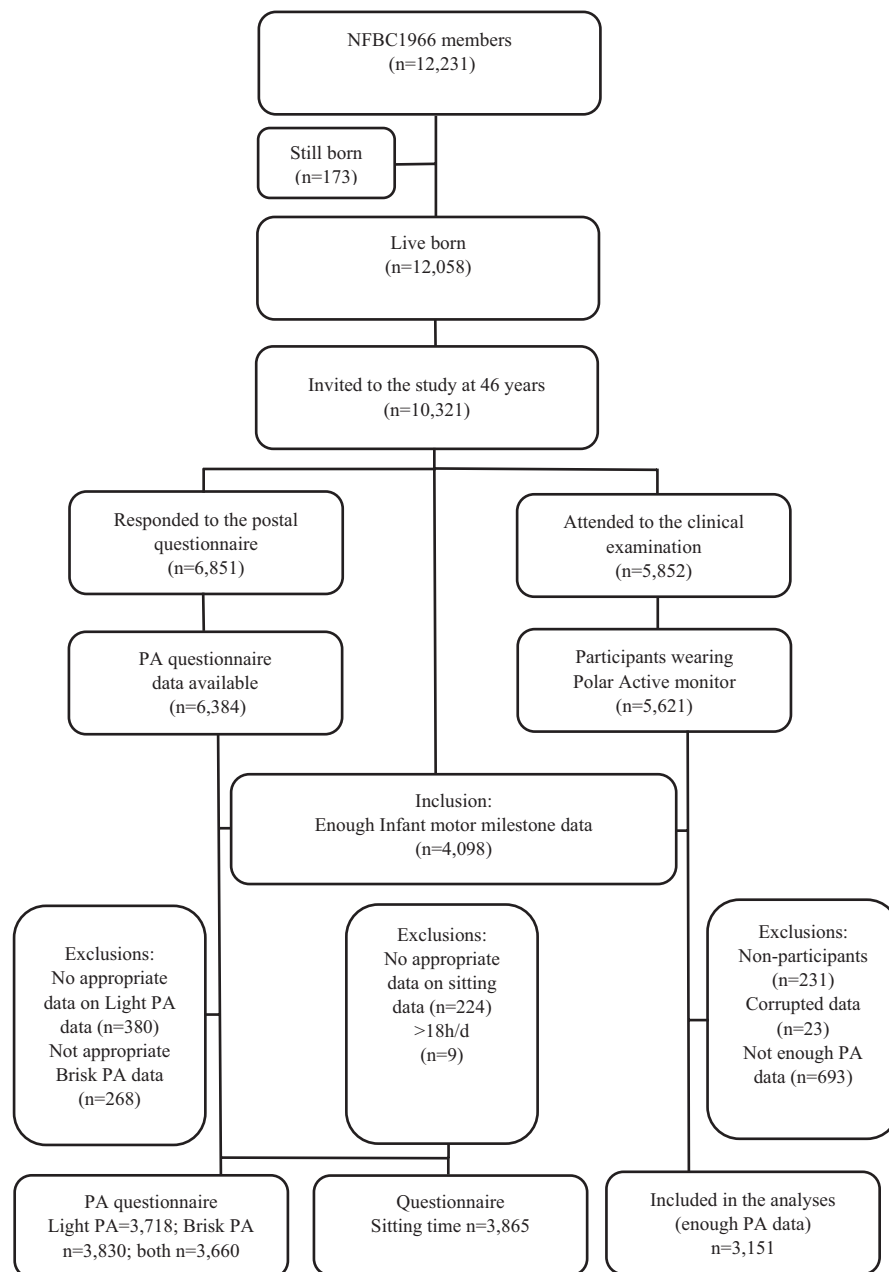 NFBC1966 members
(n=12,231)
Still born
(n=173)
Live born
(n=12,058)
Invited to the study at 46 years
(n=10,321)
Responded to the postal
questionnaire
(n=6,851)
Attended to the clinical
examination
(n=5,852)
PA questionnaire
data available
(n=6,384)
Participants wearing
Polar Active monitor
(n=5,621)
Inclusion:
Enough Infant motor milestone data
(n=4,098)
Exclusions:
No appropriate
data on Light PA
data (n=380)
Not appropriate
Brisk PA data
(n=268)
Exclusions:
No appropriate
data on sitting
data (n=224)
>18h/d
(n=9)
Exclusions:
Non-participants
(n=231)
Corrupted data
(n=23)
Not enough PA
data (n=693)
PA questionnaire
Light PA=3,718; Brisk PA
n=3,830; both n=3,660
Questionnaire
Sitting time n=3,865
Included in the analyses
(enough PA data)
n=3,151